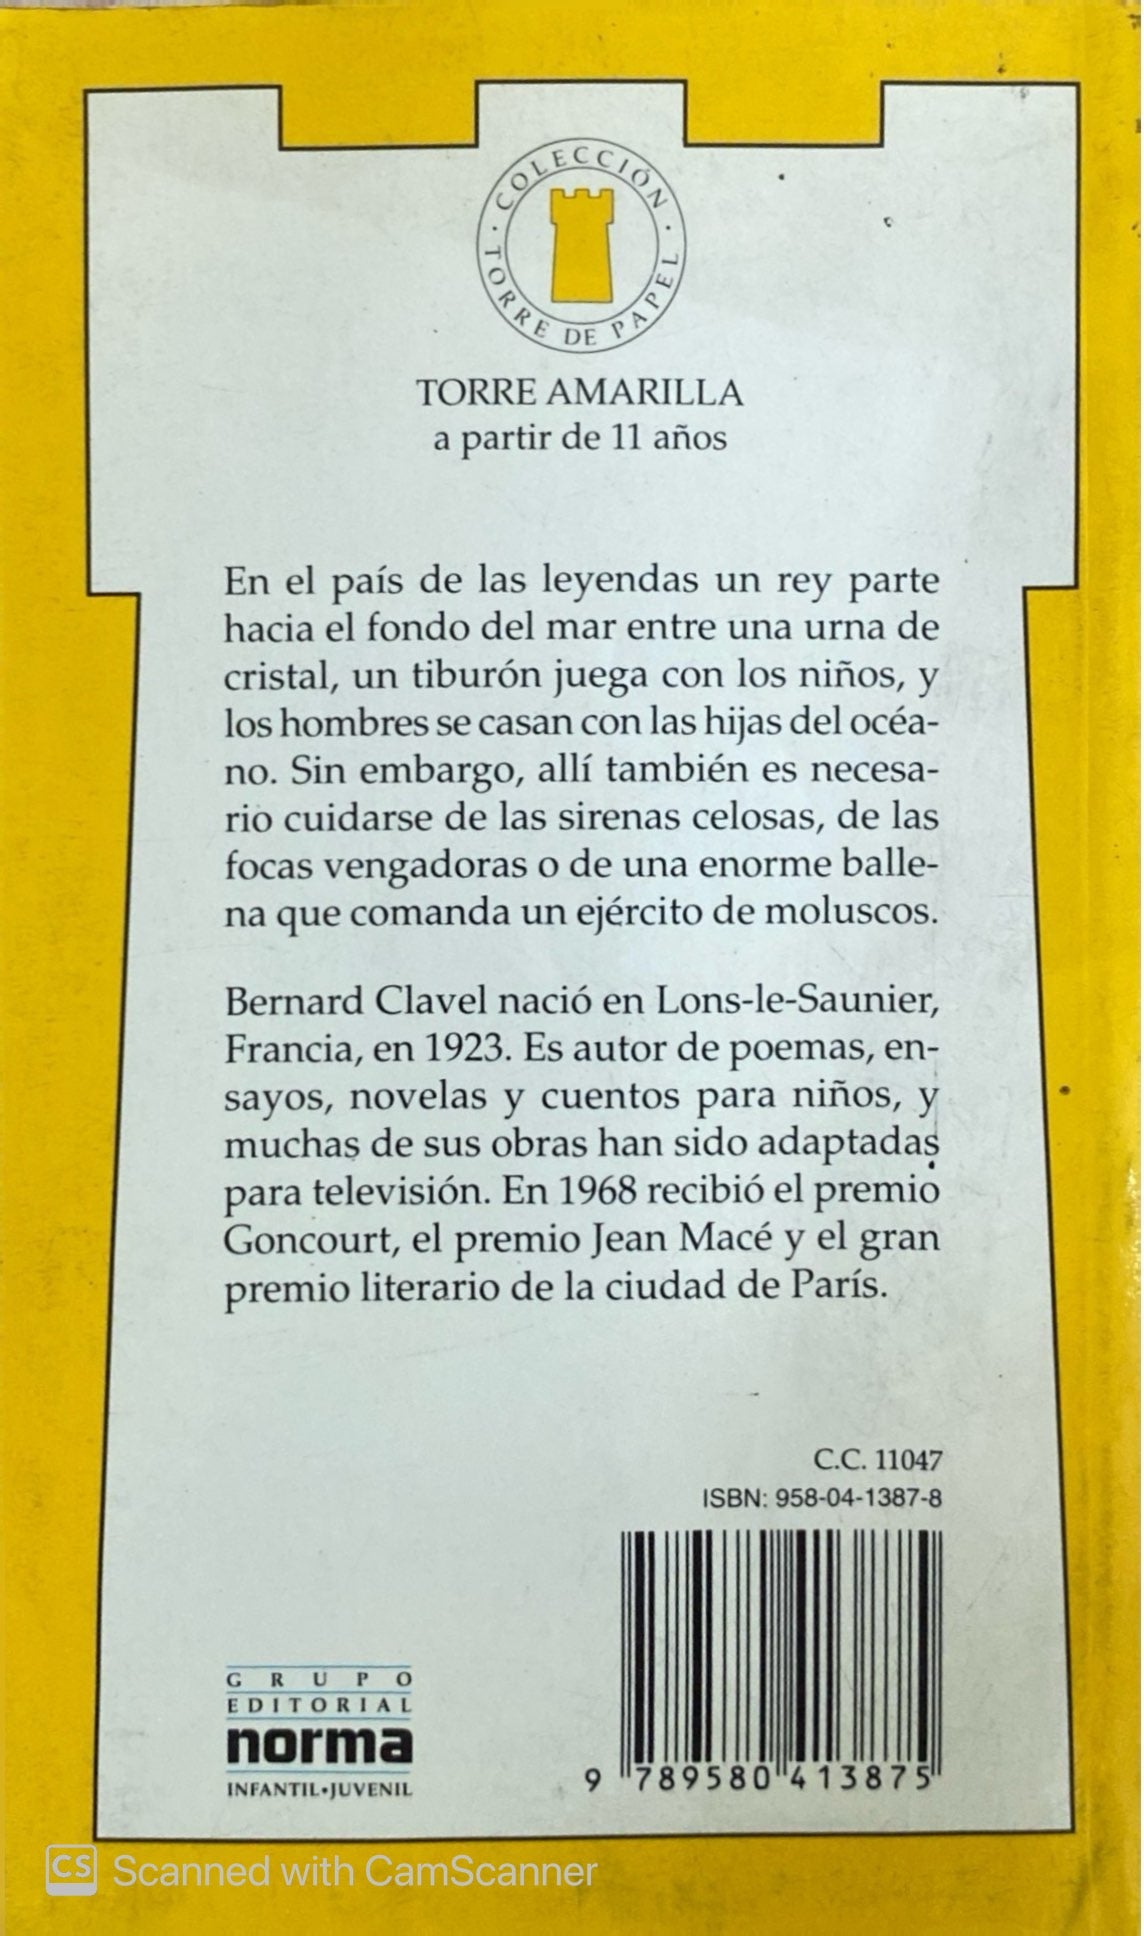 COLECCIÓN
TORRE DE PAPEL
TORRE AMARILLA
a partir de 11 años
En el país de las leyendas un rey parte
hacia el fondo del mar entre una urna de
cristal, un tiburón juega con los niños, y
los hombres se casan con las hijas del océa-
no. Sin embargo, allí también es necesa-
rio cuidarse de las sirenas celosas, de las
focas vengadoras o de una enorme balle-
na que comanda un ejército de moluscos.
Bernard Clavel nació en Lons-le-Saunier,
Francia, en 1923. Es autor de poemas, en-
sayos, novelas y cuentos para niños, y
muchas de sus obras han sido adaptadas
para televisión. En 1968 recibió el premio
Goncourt, el premio Jean Macé y el gran
premio literario de la ciudad de París.
C.C. 11047
ISBN: 958-04-1387-8
9 789580 413875
GRUPO
EDITORIAL
norma
INFANTIL•JUVENIL
CS Scanned with CamScanner